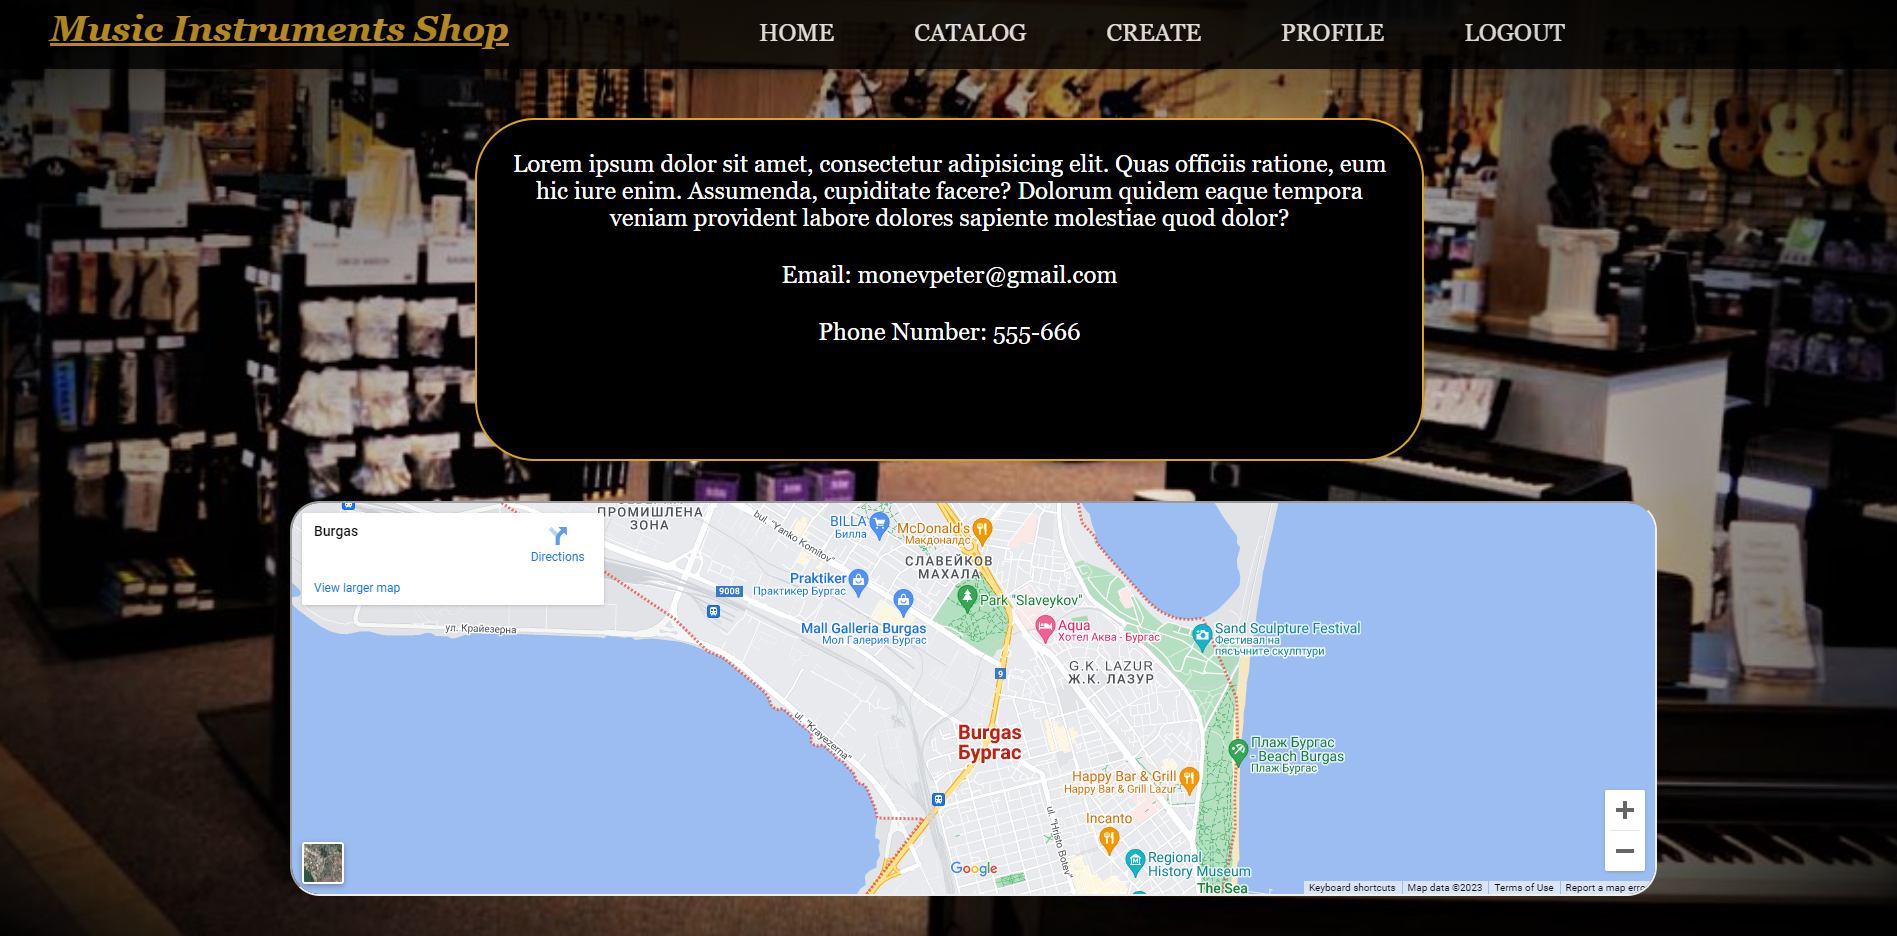 Music Instruments Shop
HOME
CATALOG
CREATE
PROFILE
LOGOUT
Lorem ipsum dolor sit amet, consectetur adipisicing elit. Quas officiis ratione, eum
hic iure enim. Assumenda, cupiditate facere? Dolorum quidem eaque tempora
veniam provident labore dolores sapiente molestiae quod dolor?
Email: monevpeter@gmail.com
Phone Number: 555-666
Burgas
Directions
View larger map
ПРОМИШЛЕНА
ЗОНА
bul. "Yanko Komitov"
BILLA
Билла
McDonald's
Макдоналдс
СЛАВЕЙКОВ
МАХАЛА
Praktiker
Практикер Бургас
9008
Park "Slaveykov"
Mall Galleria Burgas
Мол Галерия Бургас
Aqua
Хотел Аква - Бургас
Sand Sculpture Festival
Фестивал на
пясъчните скулптури
ул. Крайезерна
G.K. LAZUR
Ж.К. ЛАЗУР
9
ul. "Krayezerna"
Burgas
Бургас
Плаж Бургас
- Beach Burgas
Плаж Бургас
Happy Bar & Grill
Happy Bar & Grill Lazur
Incanto
ul. "Hristo Botev"
Regional
History Museum
Google
The Sea
Keyboard shortcuts
Map data ©2023
Terms of Use
Report a map erro